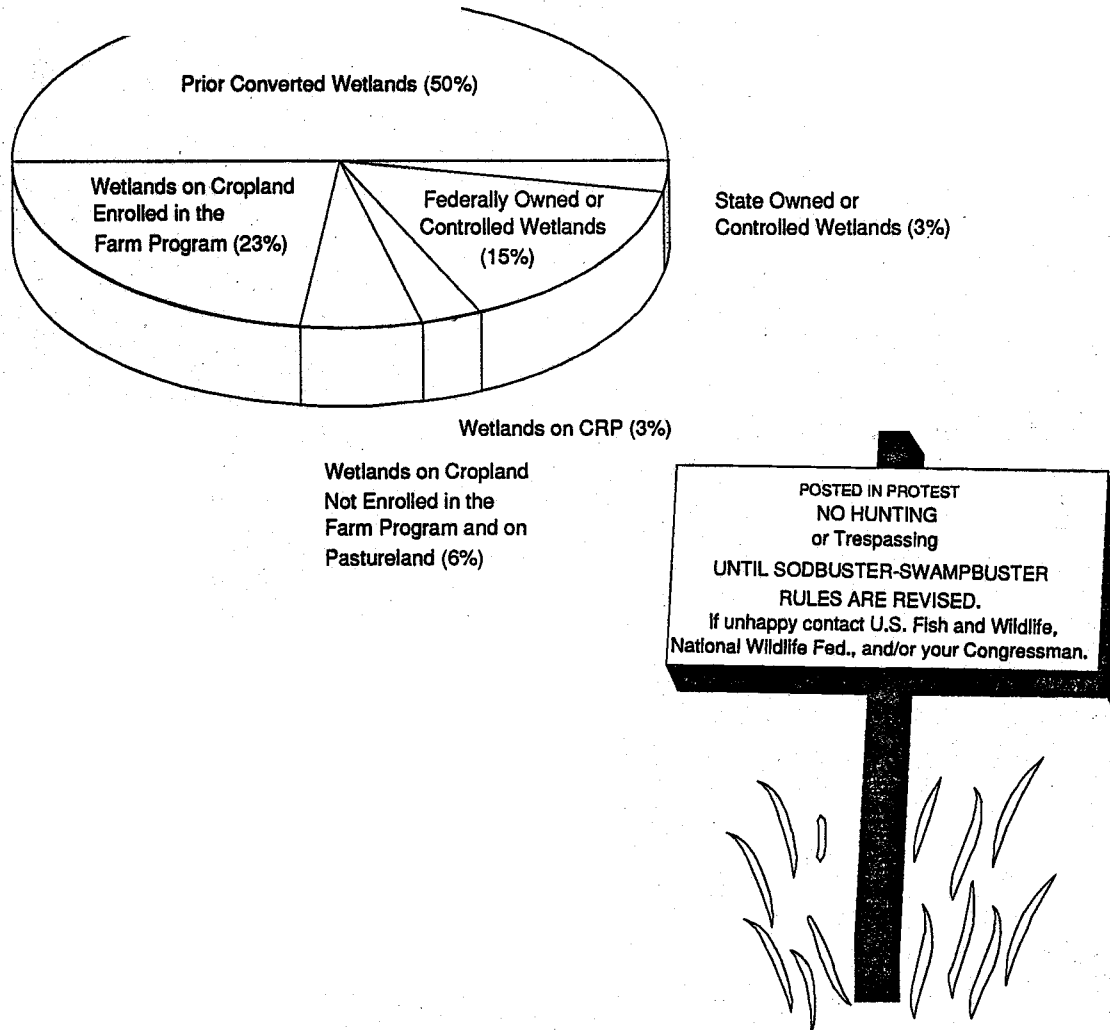 Prior Converted Wetlands (50%)
Wetlands on Cropland
Enrolled in the
Farm Program (23%)
Federally Owned or
Controlled Wetlands
(15%)
State Owned or
Controlled Wetlands (3%)
Wetlands on CRP (3%)
Wetlands on Cropland
Not Enrolled in the
Farm Program and on
Pastureland (6%)
POSTED IN PROTEST
NO HUNTING
or Trespassing
UNTIL SODBUSTER-SWAMPBUSTER
RULES ARE REVISED.
If unhappy contact U.S. Fish and Wildlife,
National Wildlife Fed., and/or your Congressman.